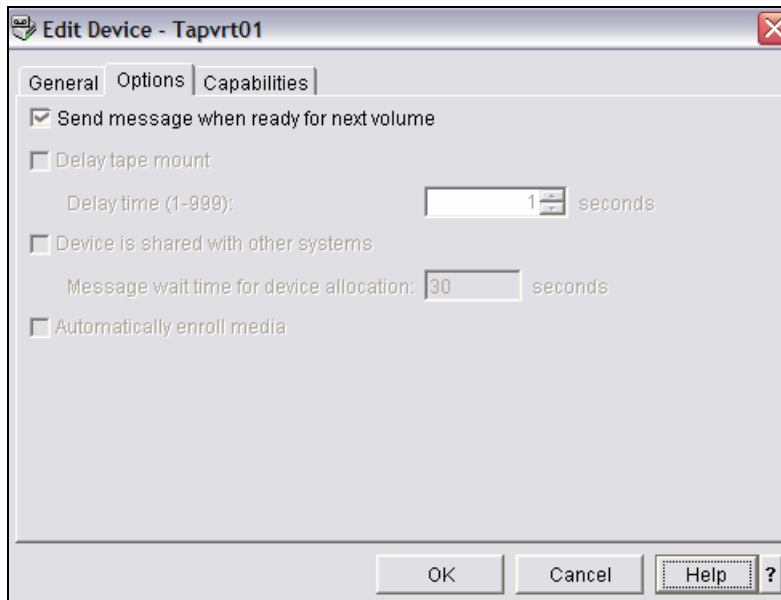 Edit Device - Tapvrt01
General Options Capabilities
Send message when ready for next volume
Delay tape mount
Delay time (1-999): 1 seconds
Device is shared with other systems
Message wait time for device allocation: 30 seconds
Automatically enroll media
OK Cancel Help ?